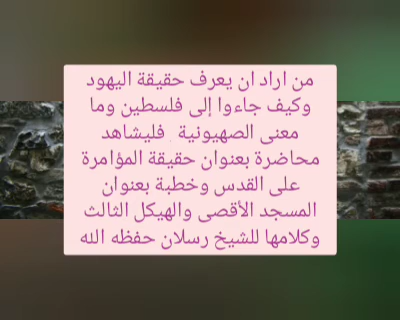 من اراد ان يعرف حقيقة اليهود
وكيف جاءوا إلى فلسطين وما
معنى الصهيونية . فليشاهد
محاضرة بعنوان حقيقة المؤامرة
على القدس وخطبة بعنوان
المسجد الأقصى والهيكل الثالث
وكلامها للشيخ رسلان حفظه الله